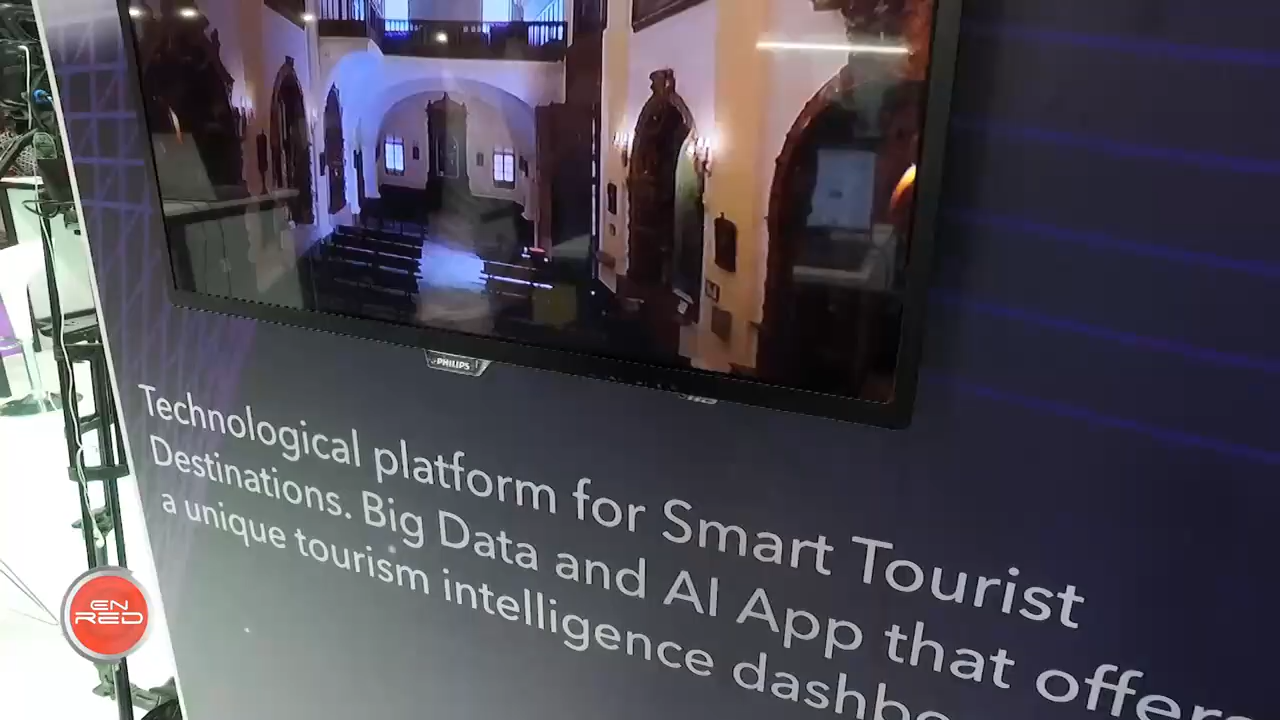 PHILIPS
Technological platform for Smart Tourist
Destinations. Big Data and AI App that offers
a unique tourism intelligence
EN
RED